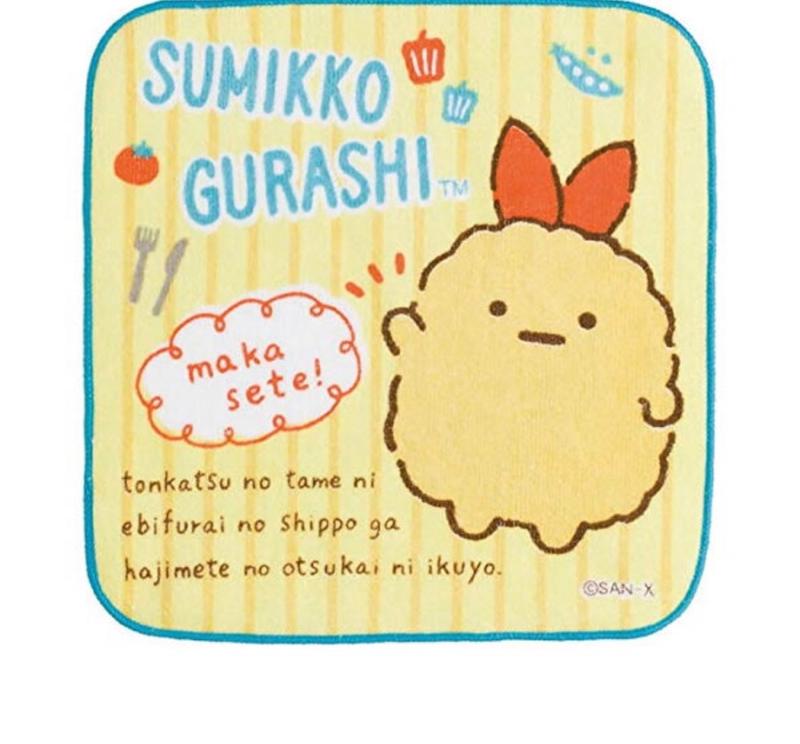 SUMIKKO
GURASHI™
maka
sete!
tonkatsu no tame ni
ebifurai no Shippo ga
hajimete no otsukai ni ikuyo.
©SAN-X